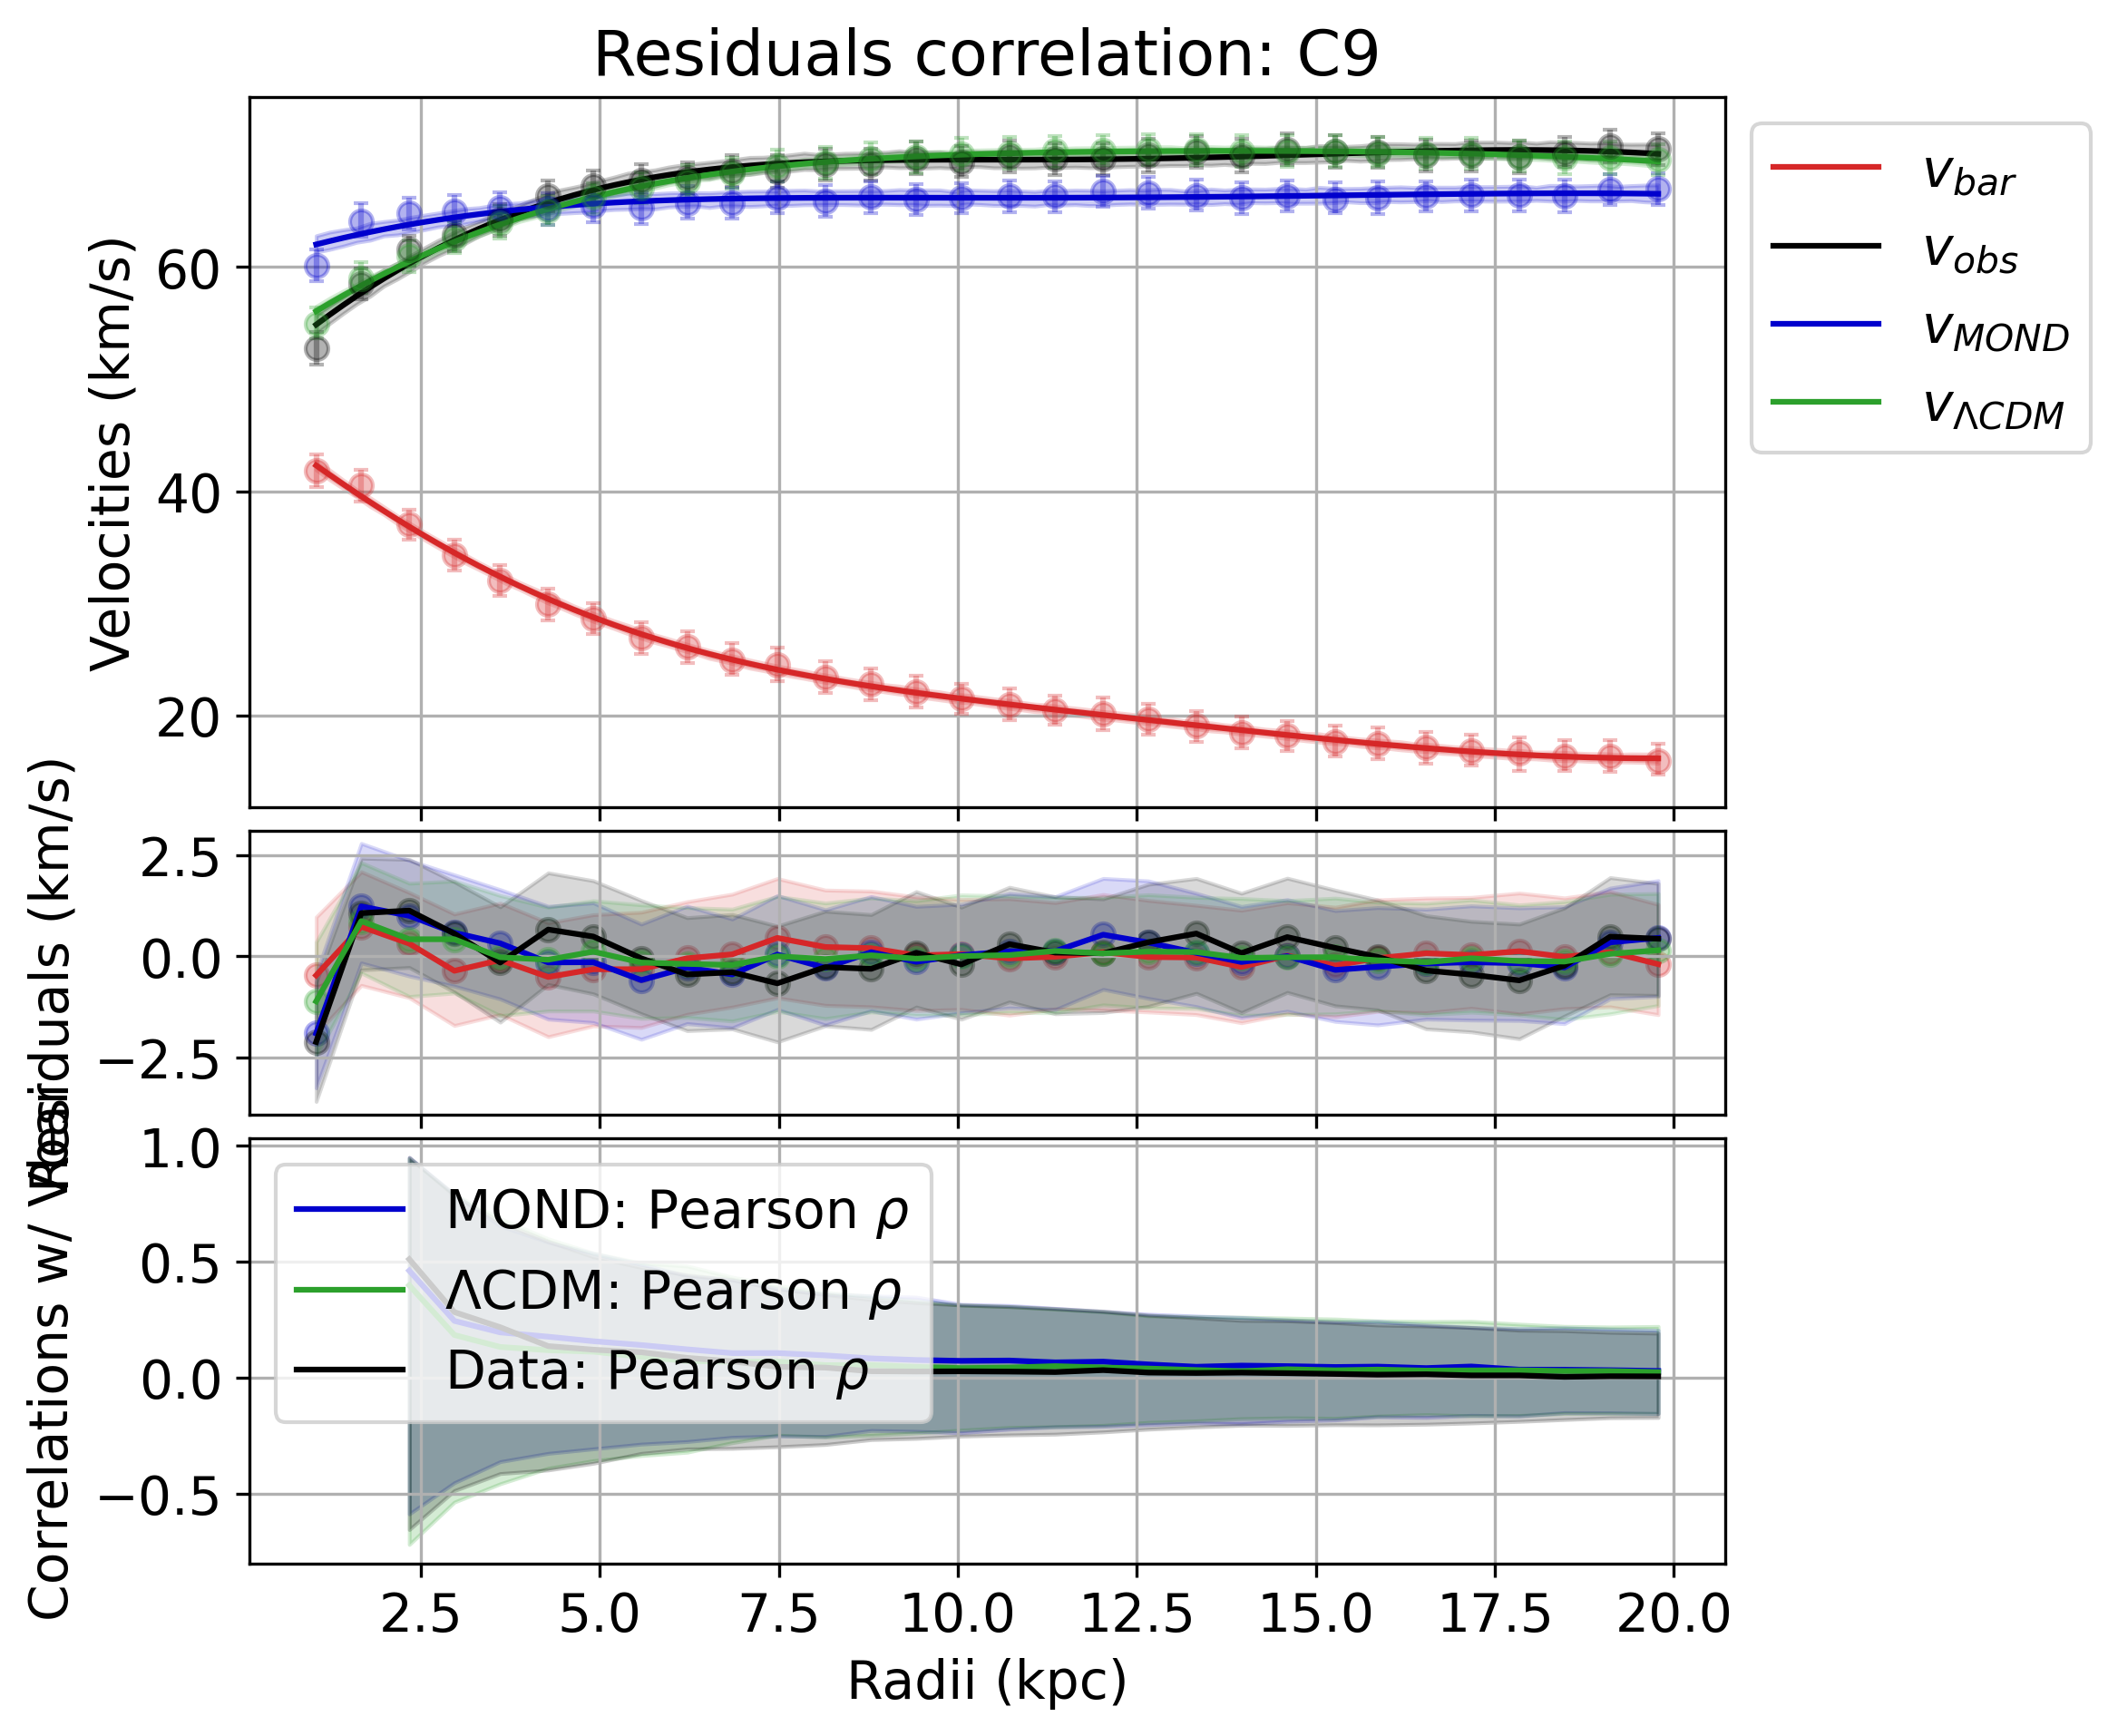 Residuals correlation: C9
Velocities (km/s)
60
40
20
v_bar
v_obs
v_MOND
v_ΛCDM
Residuals (km/s)
2.5
0.0
−2.5
Correlations w/ Vbar
1.0
0.5
0.0
−0.5
MOND: Pearson ρ
ΛCDM: Pearson ρ
Data: Pearson ρ
2.5 5.0 7.5 10.0 12.5 15.0 17.5 20.0
Radii (kpc)